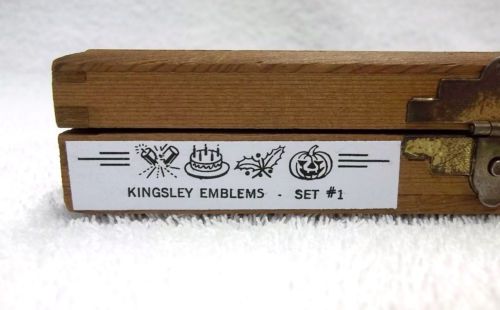 KINGSLEY EMBLEMS - SET #1